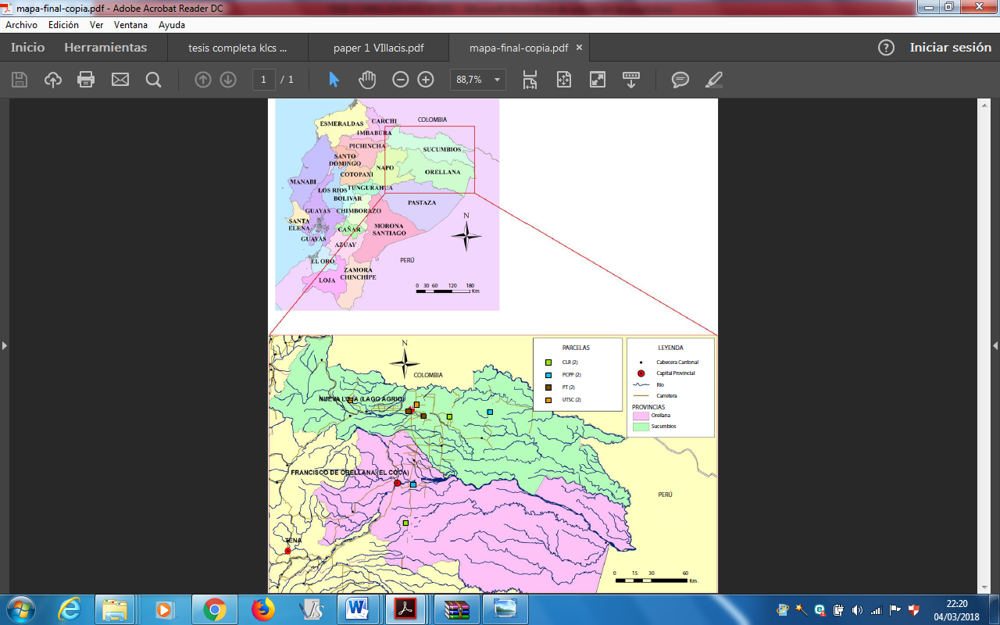 mapa-final-copia.pdf - Adobe Acrobat Reader DC
Archivo Edición Ver Ventana Ayuda
Inicio Herramientas tesis completa klcs ... paper 1 VIllacis.pdf mapa-final-copia.pdf × ? Iniciar sesión
1 / 1 88,7%
COLOMBIA
ESMERALDAS
CARCHI
IMBABURA
PICHINCHA
SUCUMBIOS
SANTO
DOMINGO
NAPO
ORELLANA
COTOPAXI
MANABI
LOS RIOS
TUNGURAHUA
BOLIVAR
PASTAZA
GUAYAS
CHIMBORAZO
SANTA
ELENA
CAÑAR
MORONA
SANTIAGO
GUAYAS
AZUAY
N
EL ORO
PERÚ
ZAMORA
CHINCHIPE
LOJA
0 30 60 120 180
Km
N
COLOMBIA
PARCELAS
CLR (2)
PCPP (2)
PT (2)
UTSC (2)
LEYENDA
Cabecera Cantonal
Capital Provincial
Río
Carretera
PROVINCIAS
Orellana
Sucumbios
NUEVA LOJA (LAGO AGRIO)
FRANCISCO DE ORELLANA (EL COCA)
PERÚ
TENA
0 15 30 60
Km
22:20
04/03/2018